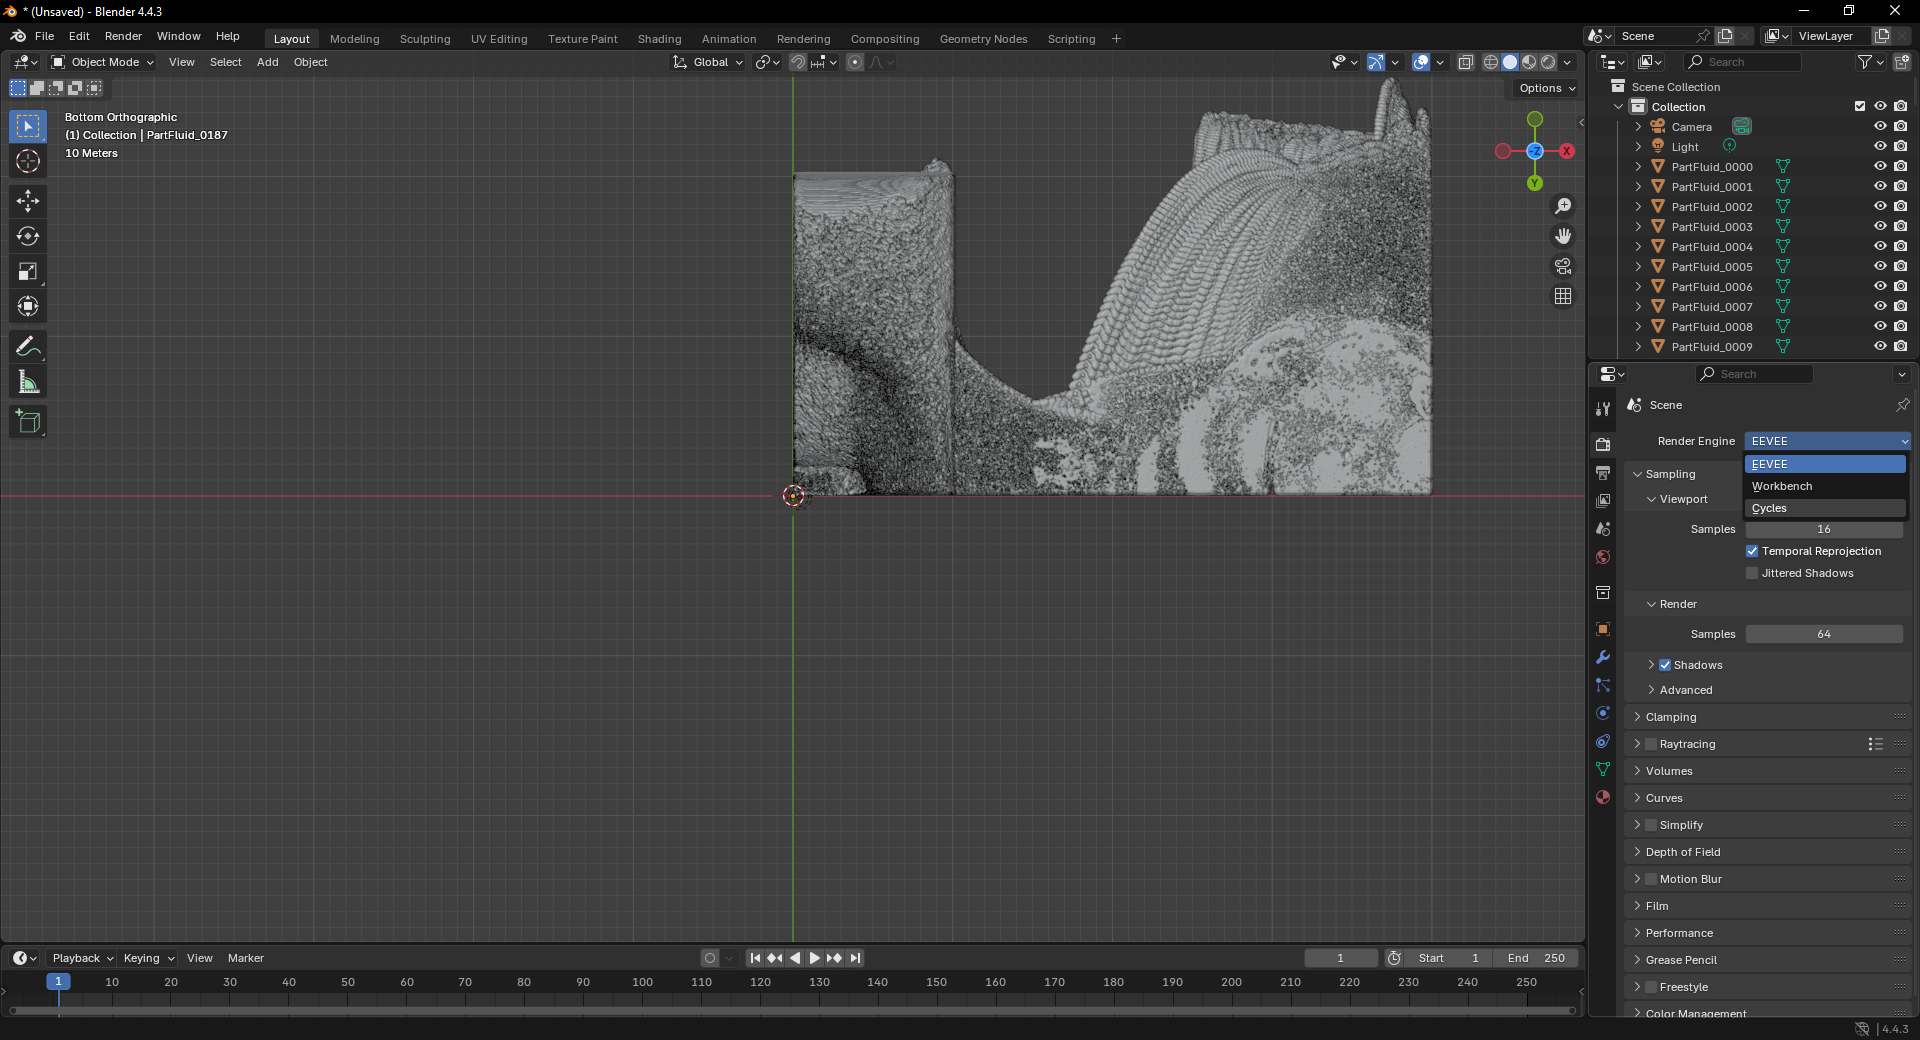 * (Unsaved) - Blender 4.4.3
File Edit Render Window Help Layout Modeling Sculpting UV Editing Texture Paint Shading Animation Rendering Compositing Geometry Nodes Scripting + Scene ViewLayer
Object Mode View Select Add Object Global Search
Options
Bottom Orthographic
(1) Collection | PartFluid_0187
10 Meters
-Z X
Y
Scene Collection
Collection
Camera
Light
PartFluid_0000
PartFluid_0001
PartFluid_0002
PartFluid_0003
PartFluid_0004
PartFluid_0005
PartFluid_0006
PartFluid_0007
PartFluid_0008
PartFluid_0009
Search
Scene
Render Engine EEVEE
EEVEE
Workbench
Cycles
Sampling
Viewport
Samples 16
Temporal Reprojection
Jittered Shadows
Render
Samples 64
Shadows
Advanced
Clamping
Raytracing
Volumes
Curves
Simplify
Depth of Field
Motion Blur
Film
Performance
Grease Pencil
Freestyle
Color Management
Playback Keying View Marker 1 Start 1 End 250
1 10 20 30 40 50 60 70 80 90 100 110 120 130 140 150 160 170 180 190 200 210 220 230 240 250
4.4.3